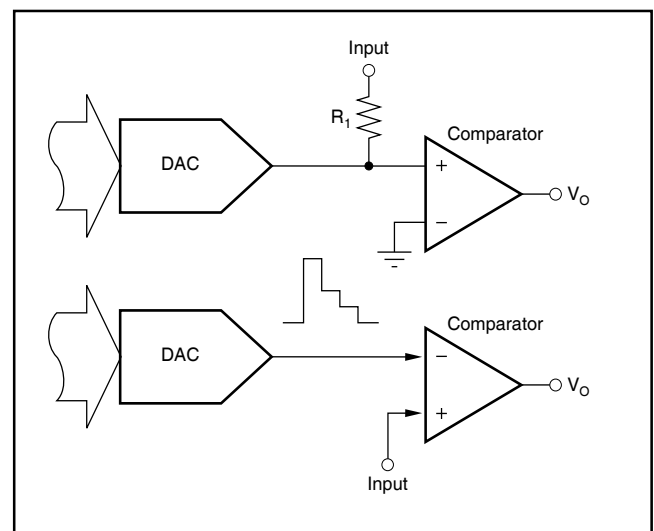 Input
R1
Comparator
DAC
+
−
VO
Comparator
DAC
−
+
VO
Input